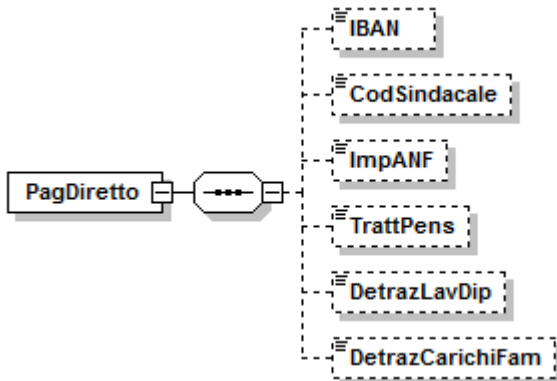 IBAN
CodSindacale
ImpANF
PagDiretto
TrattPens
DetrazLavDip
DetrazCarichiFam